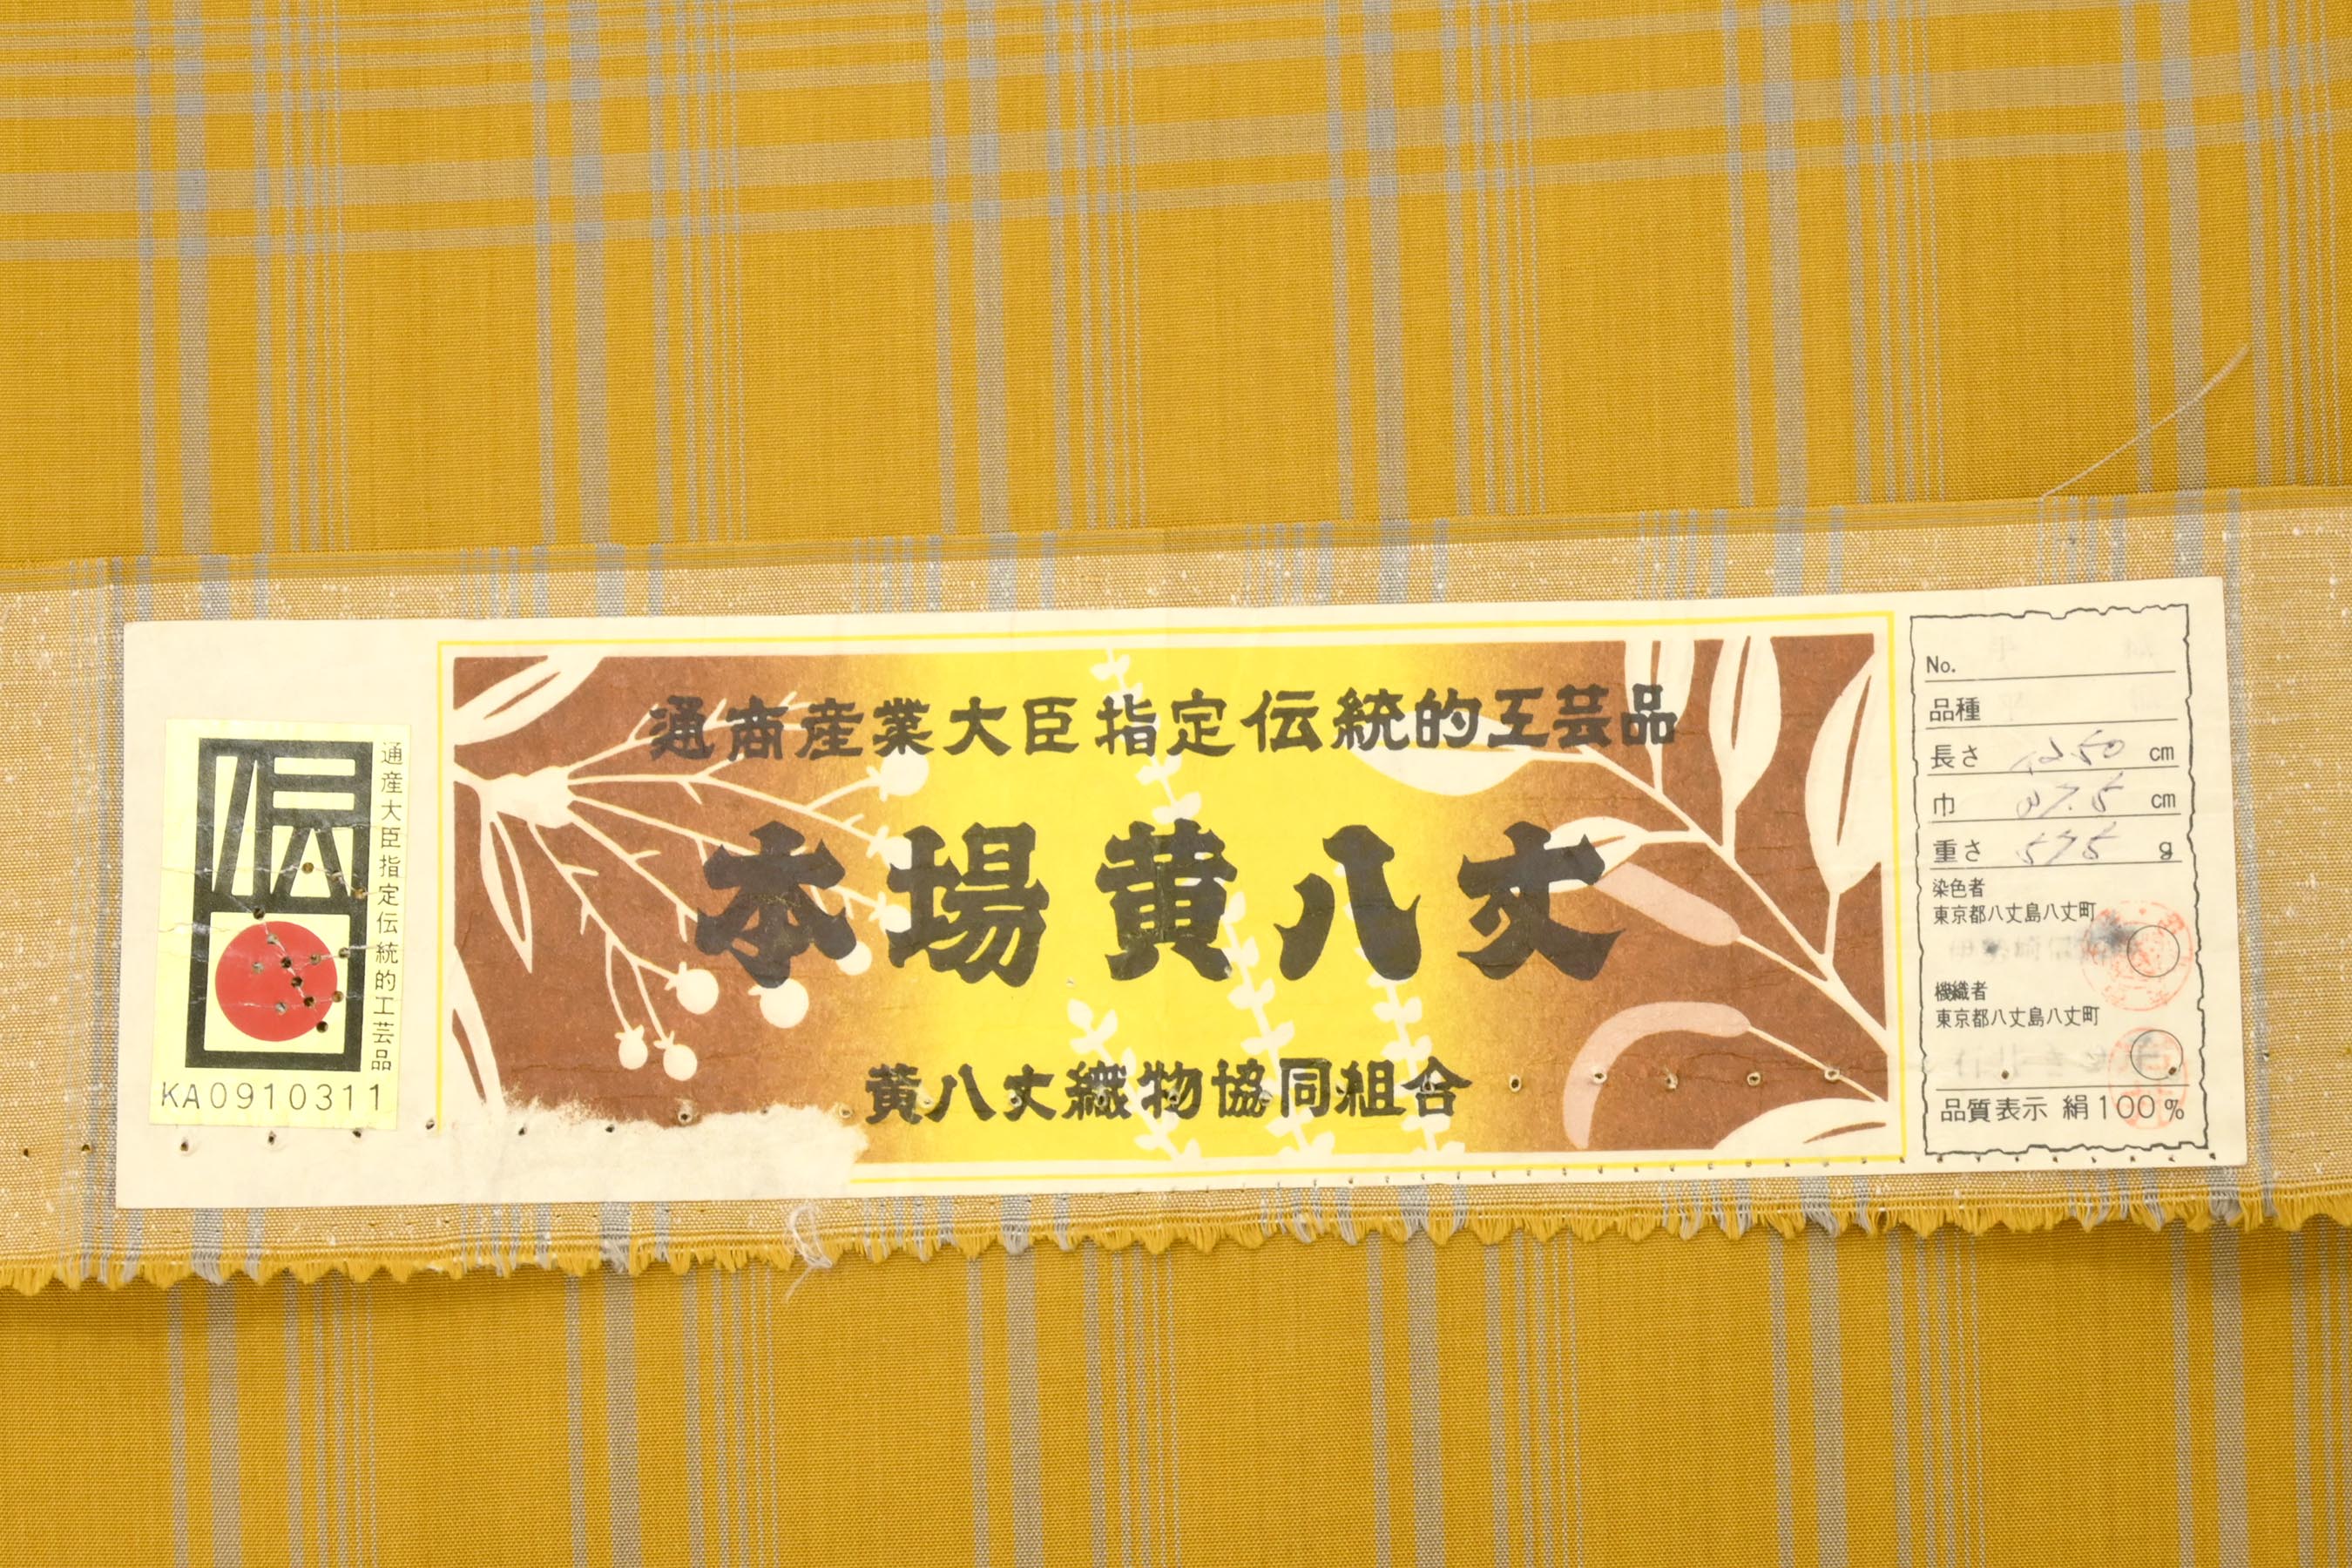 通産大臣指定伝統的工芸品
伝
KA0910311
通商産業大臣指定伝統的工芸品
本場黄八丈
黄八丈織物協同組合
No.
品種
長さ 1250 cm
巾 37.5 cm
重さ 575 g
染色者
東京都八丈島八丈町
機織者
東京都八丈島八丈町
品質表示 絹100%